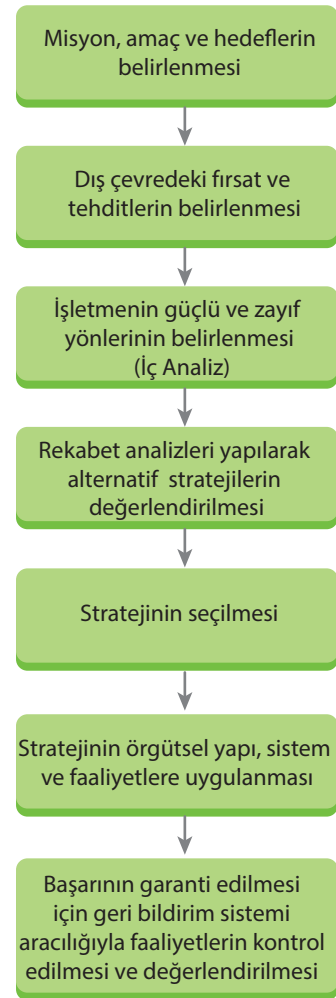 Misyon, amaç ve hedeflerin
belirlenmesi
Dış çevredeki fırsat ve
tehditlerin belirlenmesi
İşletmenin güçlü ve zayıf
yönlerinin belirlenmesi
(İç Analiz)
Rekabet analizleri yapılarak
alternatif stratejilerin
değerlendirilmesi
Stratejinin seçilmesi
Stratejinin örgütsel yapı, sistem
ve faaliyetlere uygulanması
Başarının garanti edilmesi
için geri bildirim sistemi
aracılığıyla faaliyetlerin kontrol
edilmesi ve değerlendirilmesi